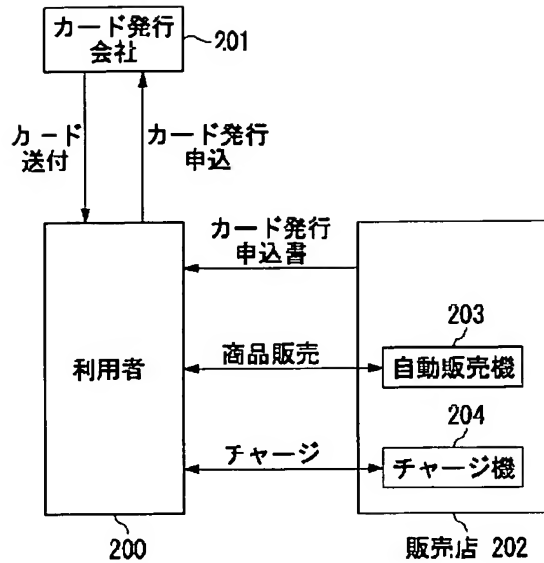 カード発行
会社
201
カード
送付
カード発行
申込
カード発行
申込書
利用者
商品販売
203
自動販売機
204
チャージ
チャージ機
200
販売店 202